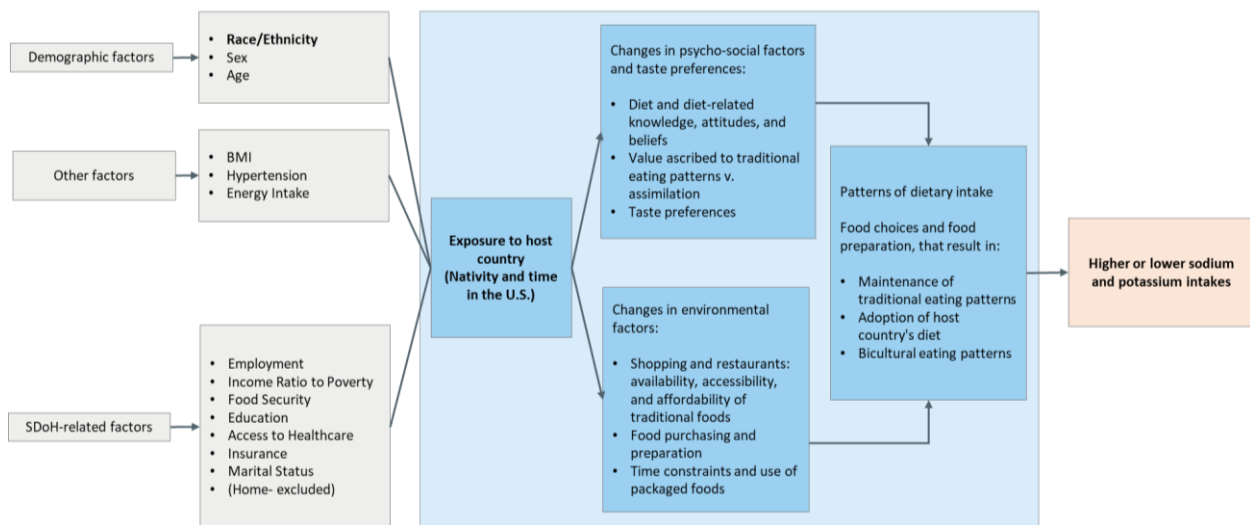 Demographic factors
• Race/Ethnicity
• Sex
• Age
Other factors
• BMI
• Hypertension
• Energy Intake
SDoH-related factors
• Employment
• Income Ratio to Poverty
• Food Security
• Education
• Access to Healthcare
• Insurance
• Marital Status
• (Home- excluded)
Exposure to host
country
(Nativity and time
in the U.S.)
Changes in psycho-social factors
and taste preferences:
• Diet and diet-related
knowledge, attitudes, and
beliefs
• Value ascribed to traditional
eating patterns v.
assimilation
• Taste preferences
Changes in environmental
factors:
• Shopping and restaurants:
availability, accessibility,
and affordability of
traditional foods
• Food purchasing and
preparation
• Time constraints and use of
packaged foods
Patterns of dietary intake
Food choices and food
preparation, that result in:
• Maintenance of
traditional eating patterns
• Adoption of host
country's diet
• Bicultural eating patterns
Higher or lower sodium
and potassium intakes